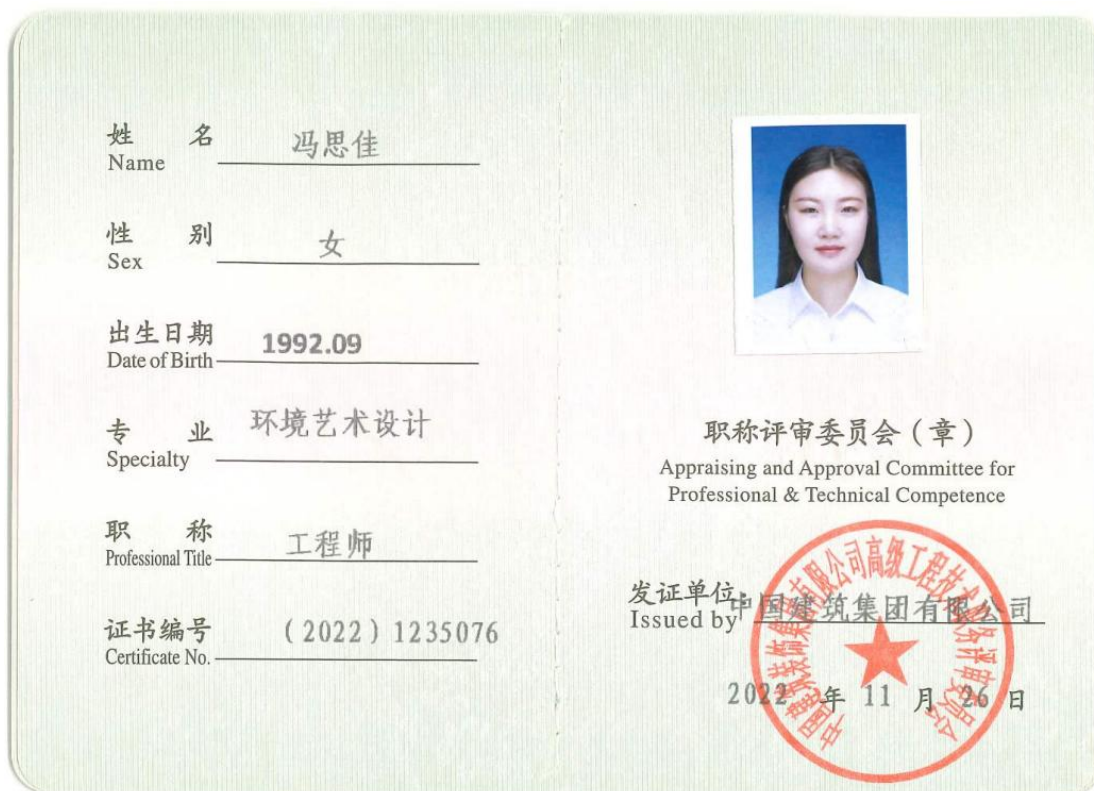 姓 名 冯思佳
Name
性 别 女
Sex
出生日期 1992.09
Date of Birth
专 业 环境艺术设计
Specialty
职 称 工程师
Professional Title
证书编号 (2022) 1235076
Certificate No.
职称评审委员会（章）
Appraising and Approval Committee for
Professional & Technical Competence
发证单位: 中国建筑集团有限公司
Issued by
2022 年 11 月 26 日